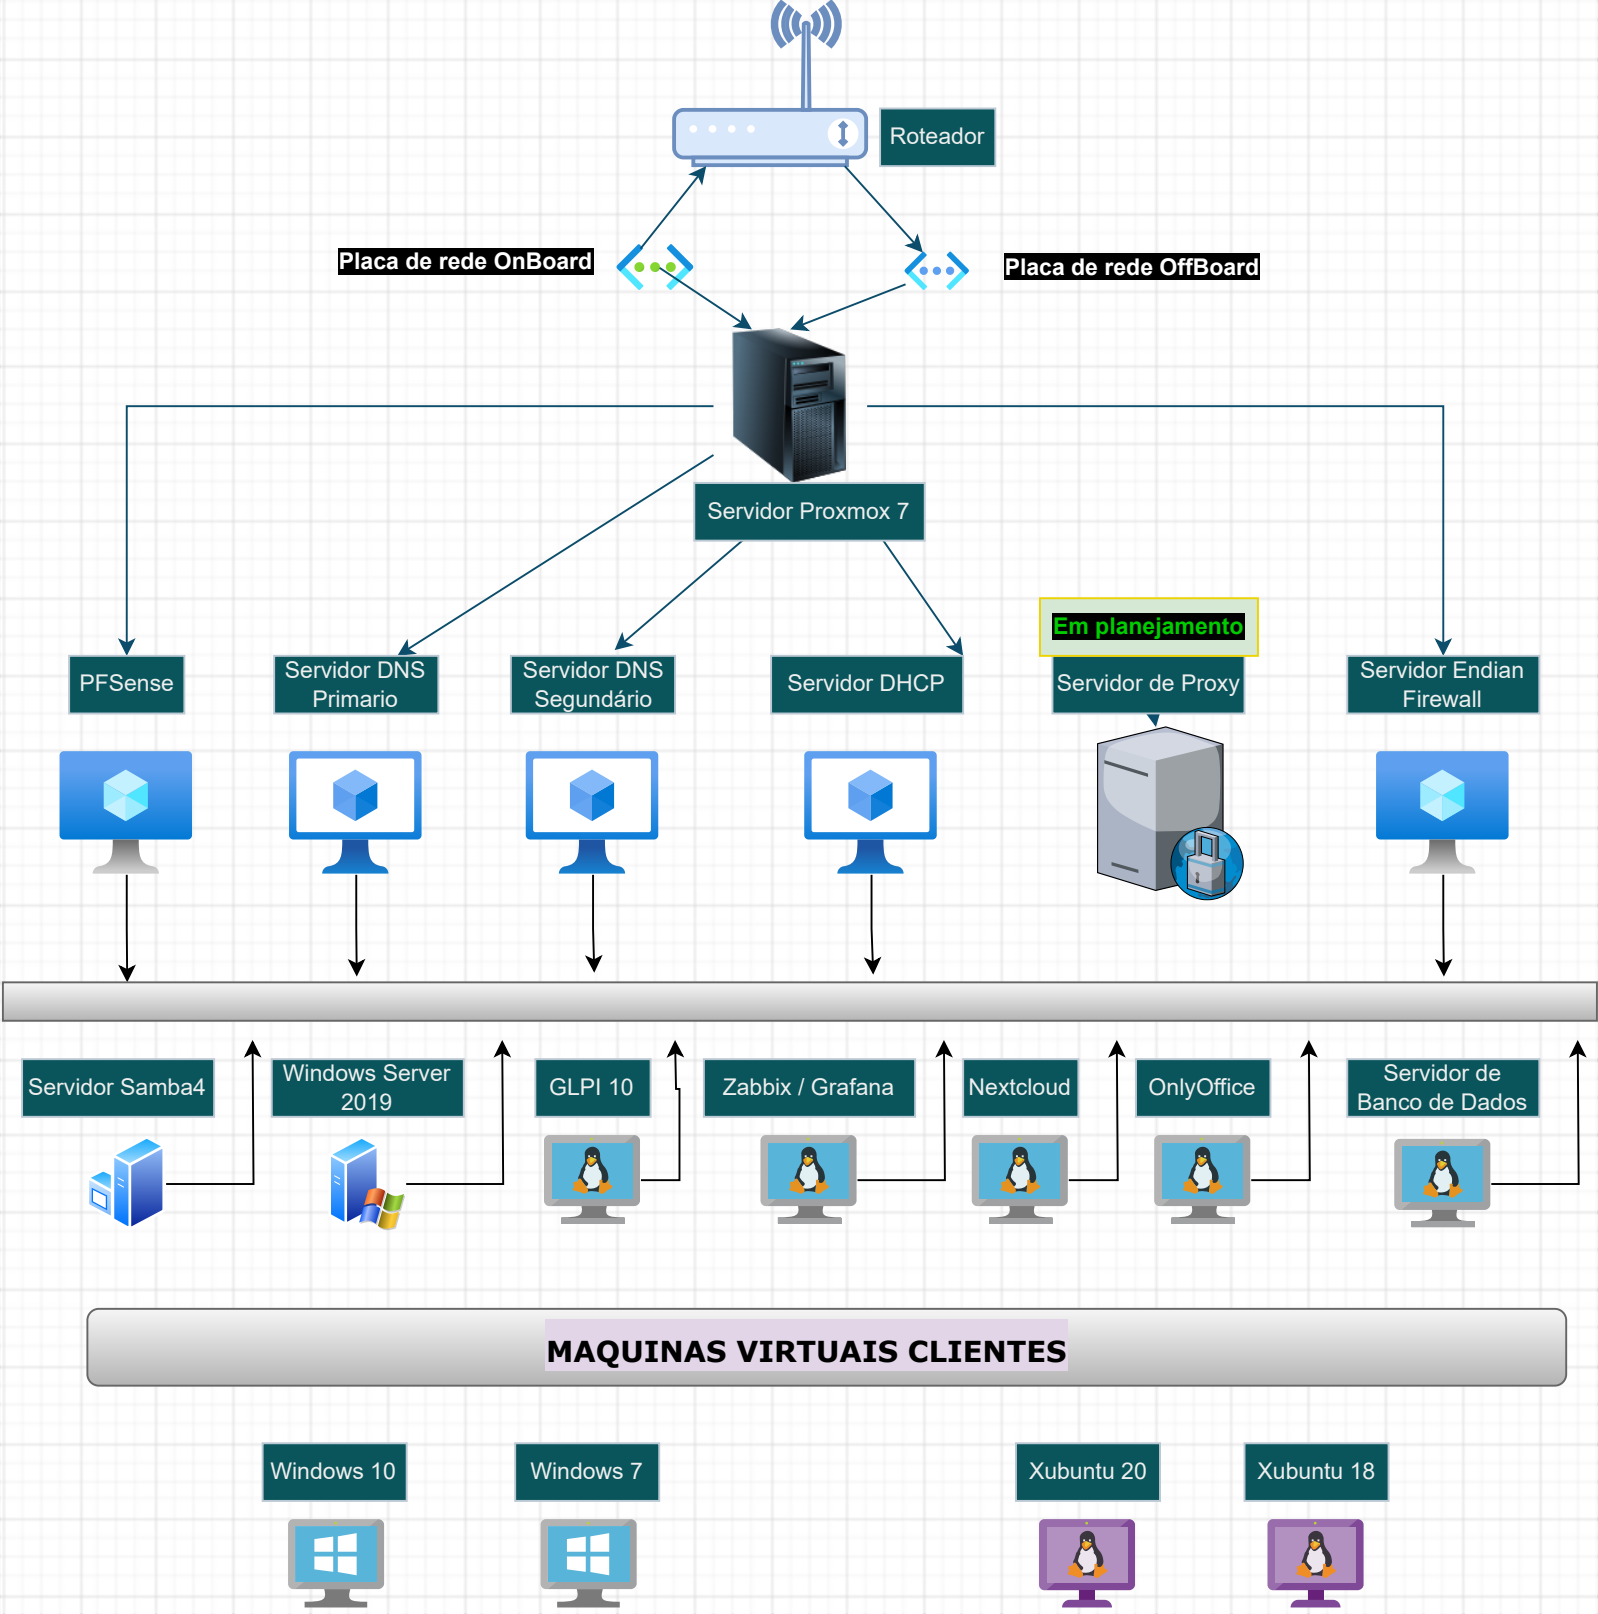 Roteador
Placa de rede OnBoard
Placa de rede OffBoard
Servidor Proxmox 7
Em planejamento
PFSense
Servidor DNS
Primario
Servidor DNS
Segundário
Servidor DHCP
Servidor de Proxy
Servidor Endian
Firewall
Servidor Samba4
Windows Server
2019
GLPI 10
Zabbix / Grafana
Nextcloud
OnlyOffice
Servidor de
Banco de Dados
MAQUINAS VIRTUAIS CLIENTES
Windows 10
Windows 7
Xubuntu 20
Xubuntu 18